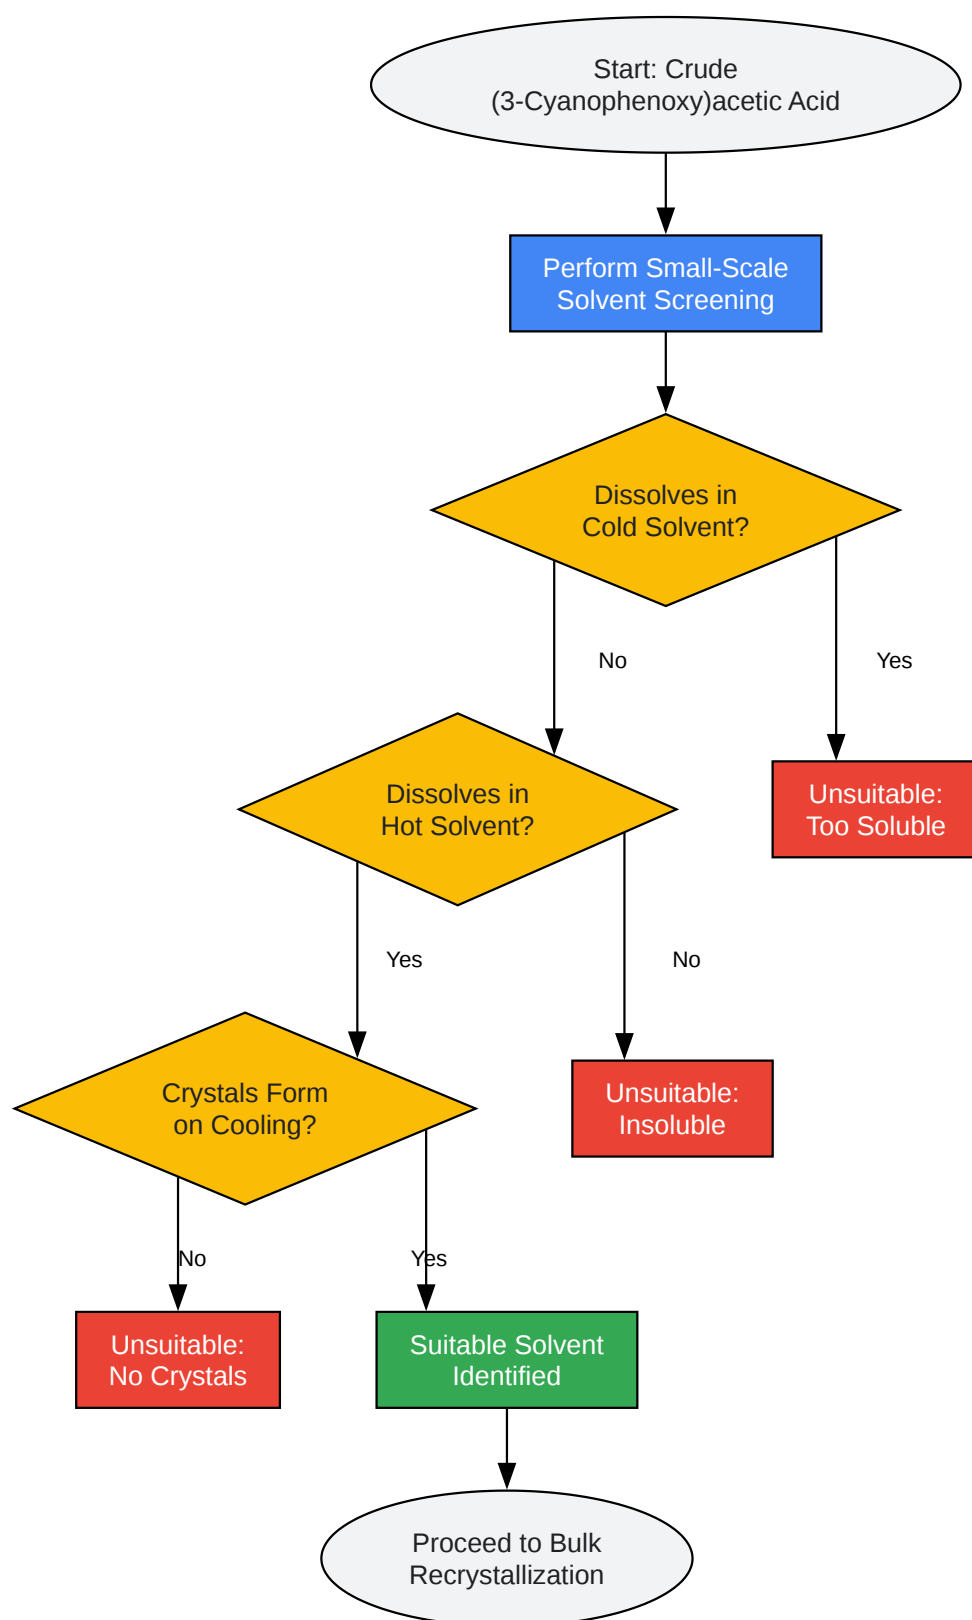 Start: Crude
(3-Cyanophenoxy)acetic Acid
Perform Small-Scale
Solvent Screening
Dissolves in
Cold Solvent?
No
Yes
Dissolves in
Hot Solvent?
Unsuitable:
Too Soluble
Yes
No
Crystals Form
on Cooling?
Unsuitable:
Insoluble
No
Yes
Unsuitable:
No Crystals
Suitable Solvent
Identified
Proceed to Bulk
Recrystallization